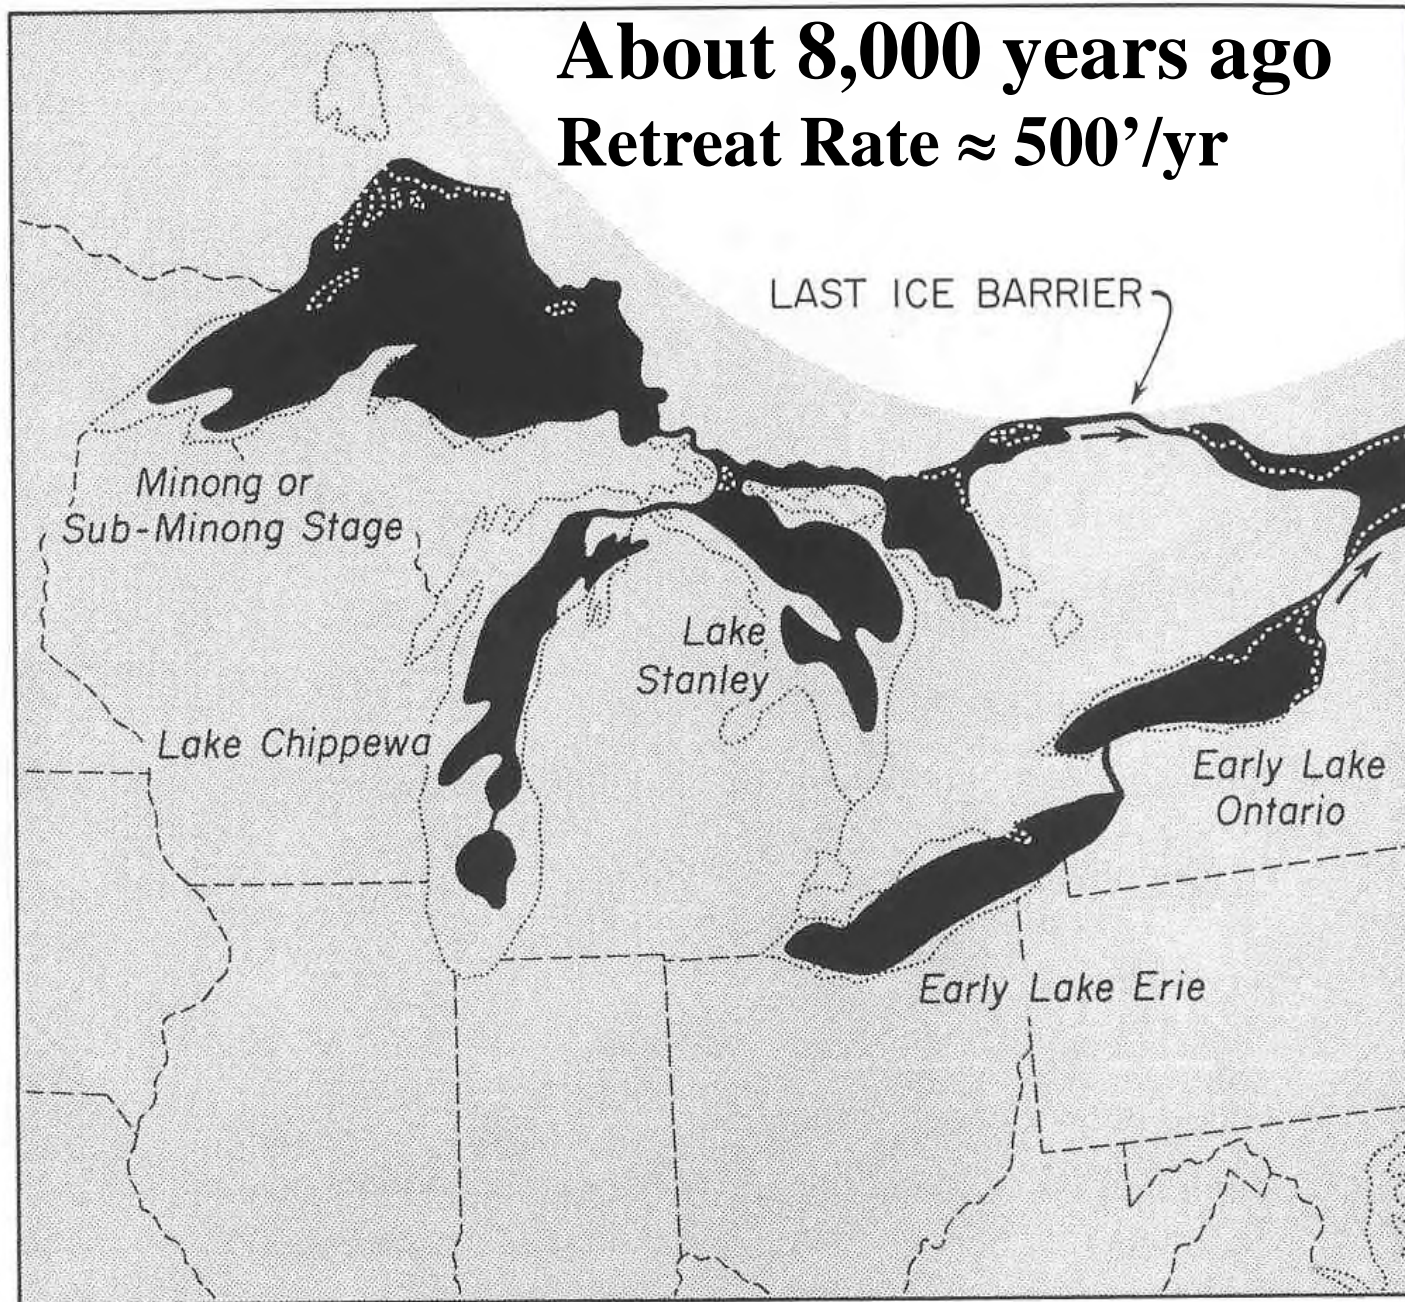 About 8,000 years ago
Retreat Rate ≈ 500’/yr
LAST ICE BARRIER
Minong or
Sub-Minong Stage
Lake
Stanley
Lake Chippewa
Early Lake
Ontario
Early Lake Erie